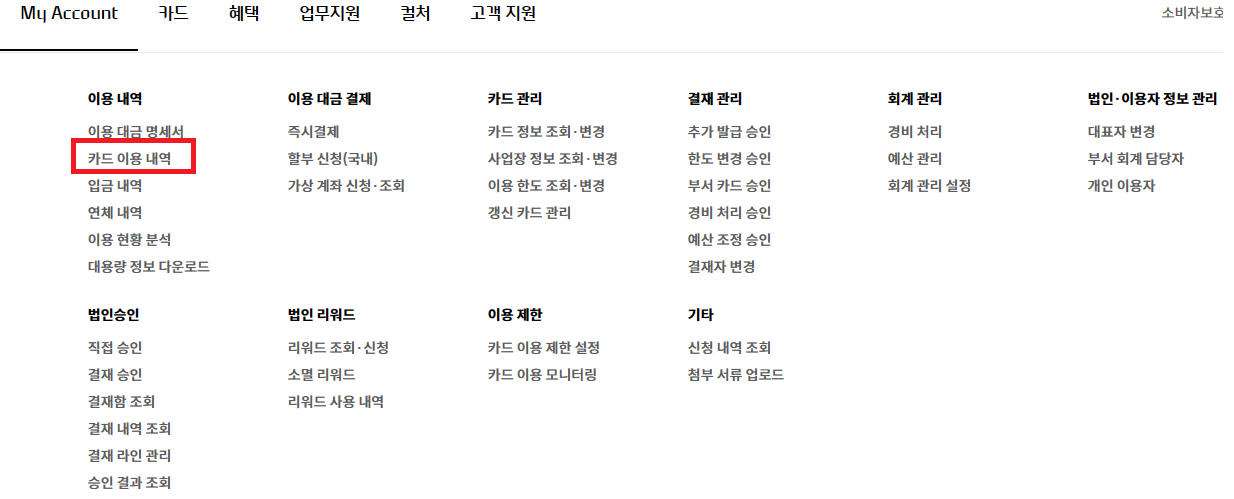 My Account 카드 혜택 업무지원 컬처 고객 지원 소비자보호
이용 내역
이용 대금 명세서
카드 이용 내역
입금 내역
연체 내역
이용 현황 분석
대용량 정보 다운로드
이용 대금 결제
즉시결제
할부 신청(국내)
가상 계좌 신청·조회
카드 관리
카드 정보 조회·변경
사업장 정보 조회·변경
이용 한도 조회·변경
갱신 카드 관리
결재 관리
추가 발급 승인
한도 변경 승인
부서 카드 승인
경비 처리 승인
예산 조정 승인
결재자 변경
회계 관리
경비 처리
예산 관리
회계 관리 설정
법인·이용자 정보 관리
대표자 변경
부서 회계 담당자
개인 이용자
법인승인
직접 승인
결재 승인
결재함 조회
결재 내역 조회
결재 라인 관리
승인 결과 조회
법인 리워드
리워드 조회·신청
소멸 리워드
리워드 사용 내역
이용 제한
카드 이용 제한 설정
카드 이용 모니터링
기타
신청 내역 조회
첨부 서류 업로드